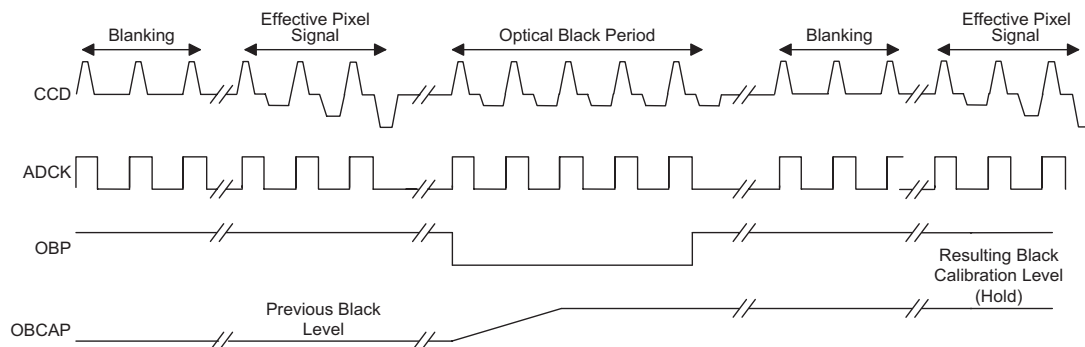 Blanking
Effective Pixel
Signal
Optical Black Period
Blanking
Effective Pixel
Signal
CCD
ADCK
OBP
Resulting Black
Calibration Level
(Hold)
Previous Black
Level
OBCAP